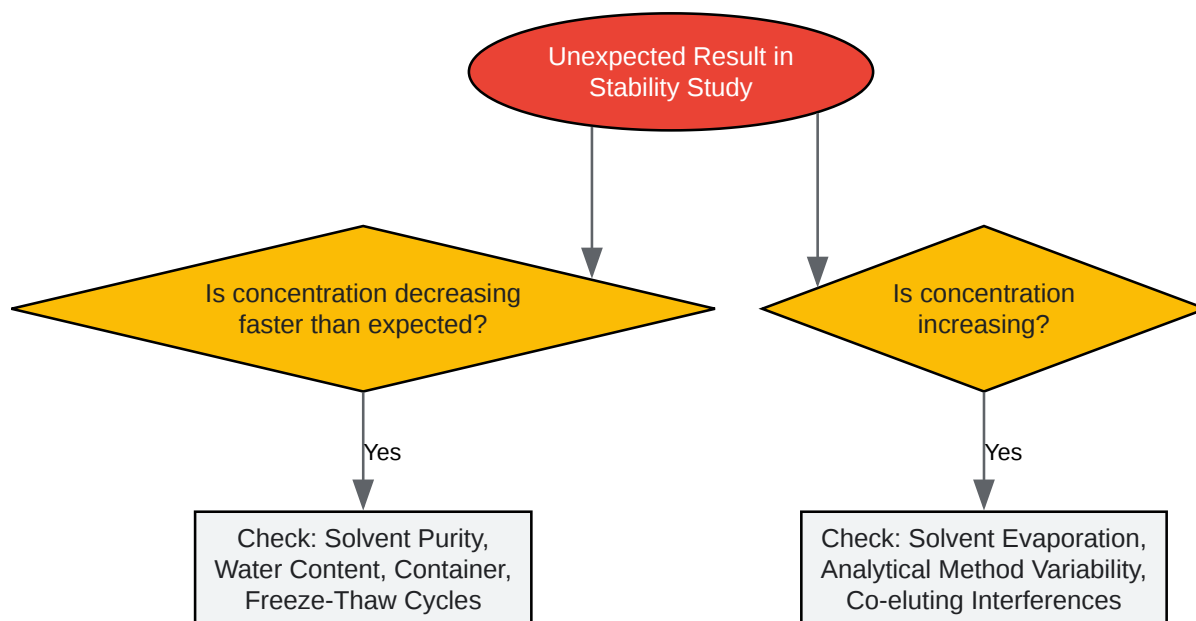 Unexpected Result in
Stability Study
Is concentration decreasing
faster than expected?
Is concentration
increasing?
Yes
Yes
Check: Solvent Purity,
Water Content, Container,
Freeze-Thaw Cycles
Check: Solvent Evaporation,
Analytical Method Variability,
Co-eluting Interferences